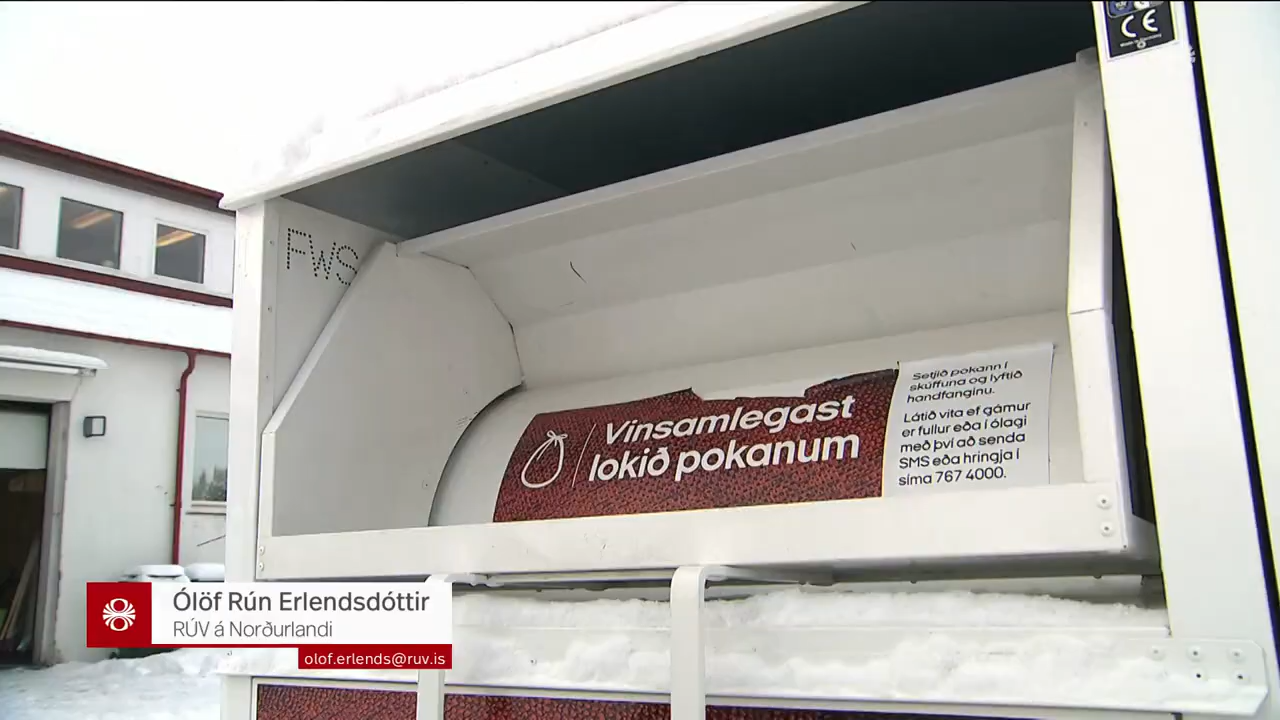 CE
FWS
Vinsamlegast
lokið pokanum
Setjið pokann í
skúffuna og lyftið
handfanginu.
Látið vita ef gámur
er fullur eða í ólagi
með því að senda
SMS eða hringja í
síma 767 4000.
Ólöf Rún Erlendsdóttir
RÚV á Norðurlandi
olof.erlends@ruv.is